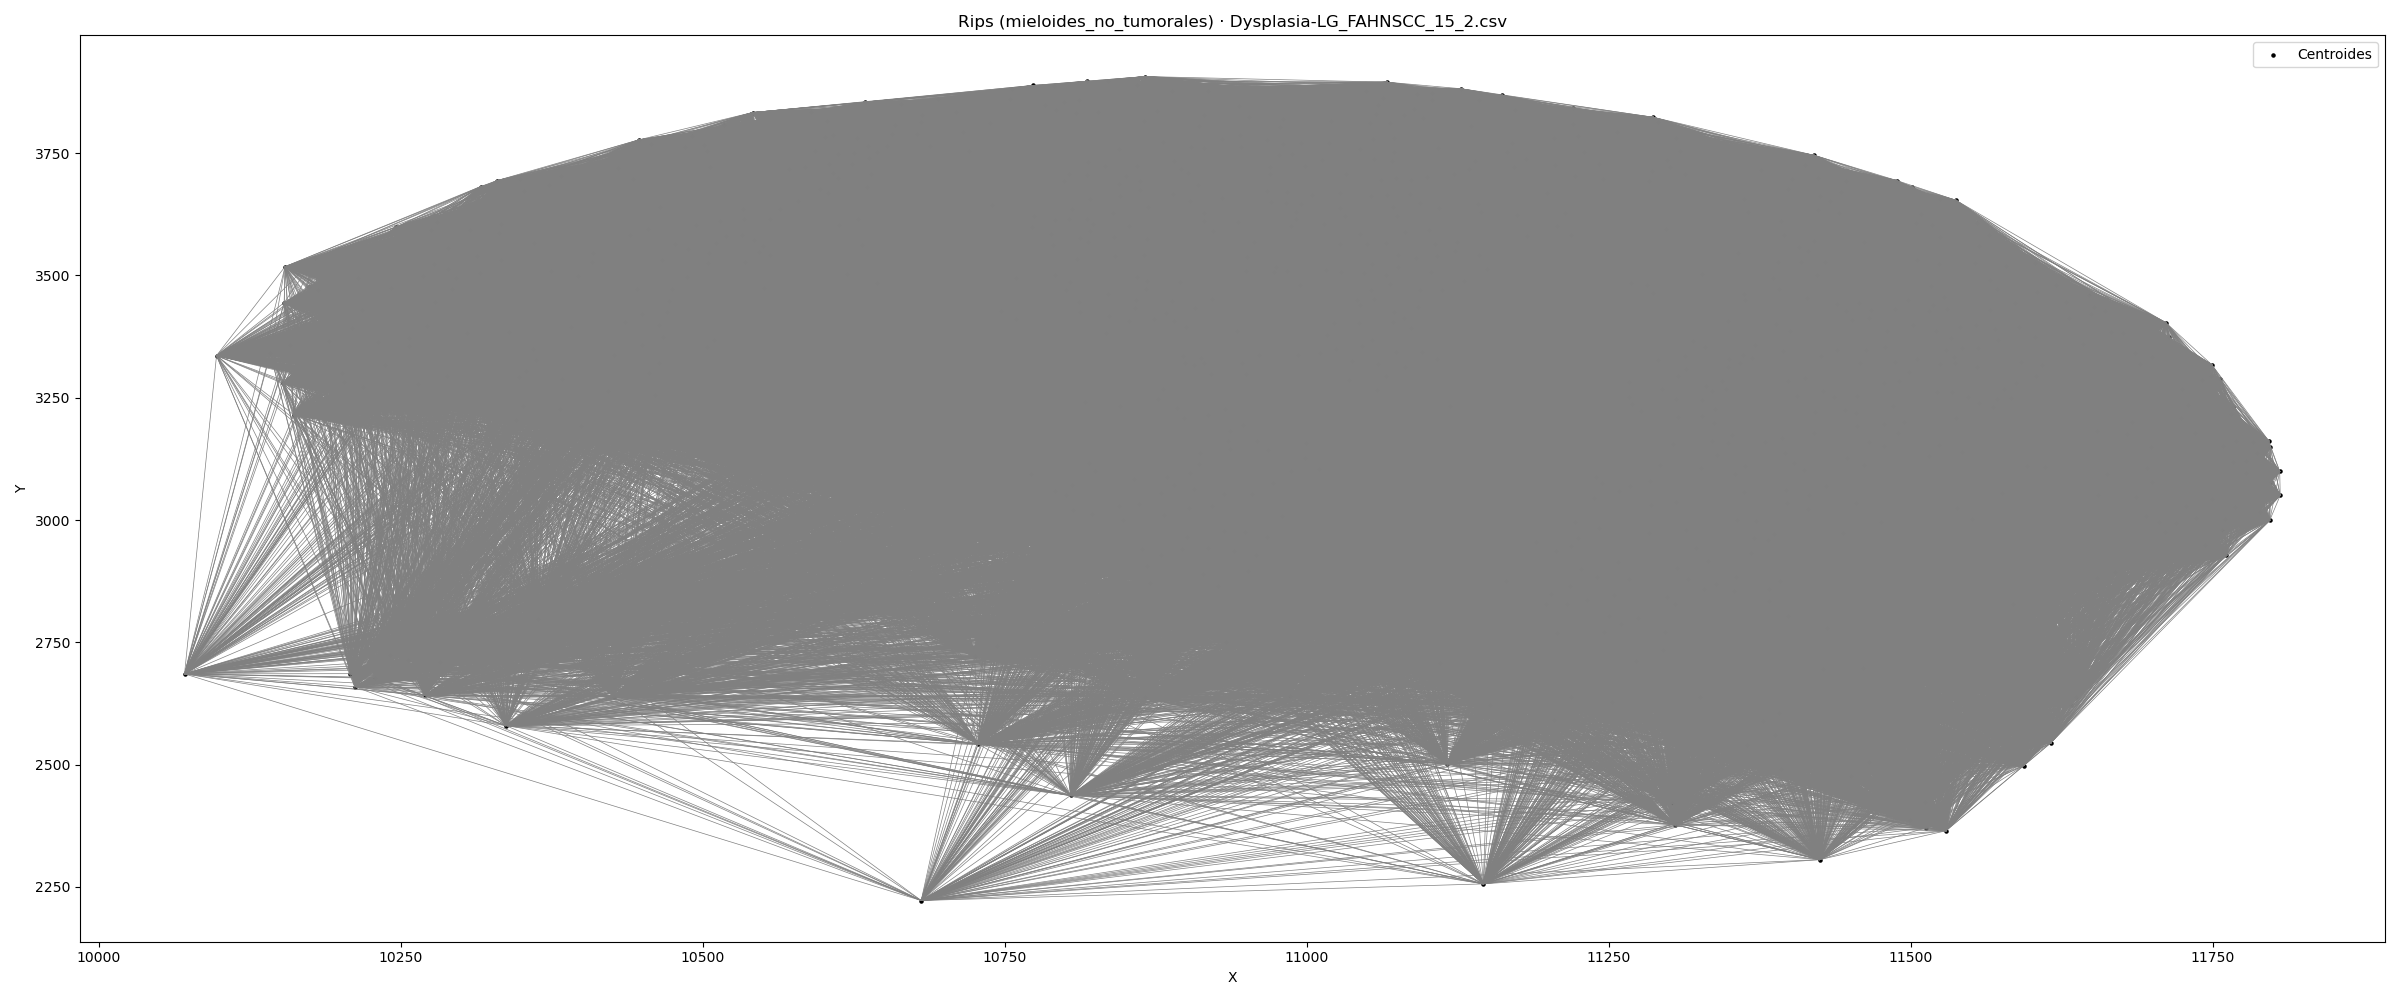 Rips (mieloides_no_tumorales) · Dysplasia-LG_FAHNSCC_15_2.csv
Centroides
3750
3500
3250
3000
2750
2500
2250
Y
10000 10250 10500 10750 11000 11250 11500 11750
X